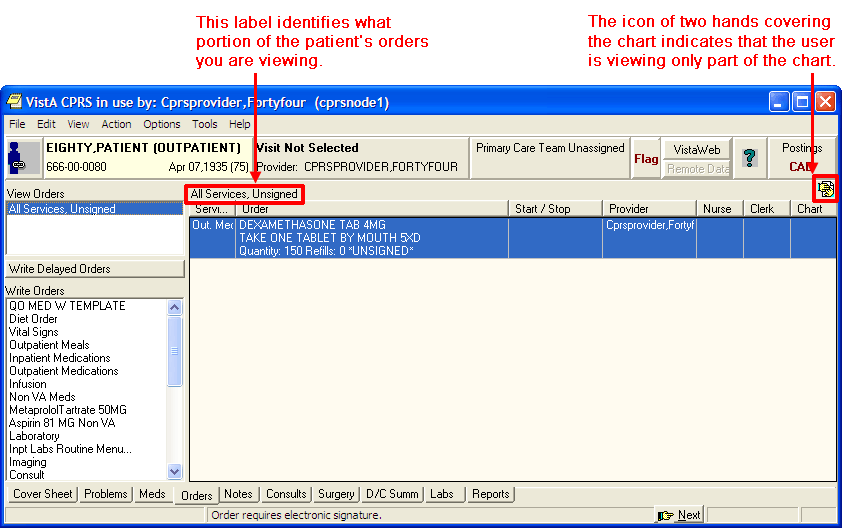 This label identifies what
portion of the patient's orders
you are viewing.
The icon of two hands covering
the chart indicates that the user
is viewing only part of the chart.
VistA CPRS in use by: Cprsprovider,Fortyfour (cprsnode1)
File Edit View Action Options Tools Help
EIGHTY,PATIENT (OUTPATIENT) Visit Not Selected Primary Care Team Unassigned Flag VistaWeb Postings
666-00-0080 Apr 07,1935 (75) Provider: CPRSPROVIDER,FORTYFOUR Remote Data ? CAD
View Orders All Services, Unsigned
All Services, Unsigned Servi... Order Start / Stop Provider Nurse Clerk Chart
Out. Med DEXAMETHASONE TAB 4MG Cprsprovider,Fortyf
TAKE ONE TABLET BY MOUTH 5XD
Quantity: 150 Refills: 0 *UNSIGNED*
Write Delayed Orders
Write Orders
QO MED W TEMPLATE
Diet Order
Vital Signs
Outpatient Meals
Inpatient Medications
Outpatient Medications
Infusion
Non VA Meds
MetaprololTartrate 50MG
Aspirin 81 MG Non VA
Laboratory
Inpt Labs Routine Menu...
Imaging
Consult
Cover Sheet Problems Meds Orders Notes Consults Surgery D/C Summ Labs Reports
Order requires electronic signature. Next